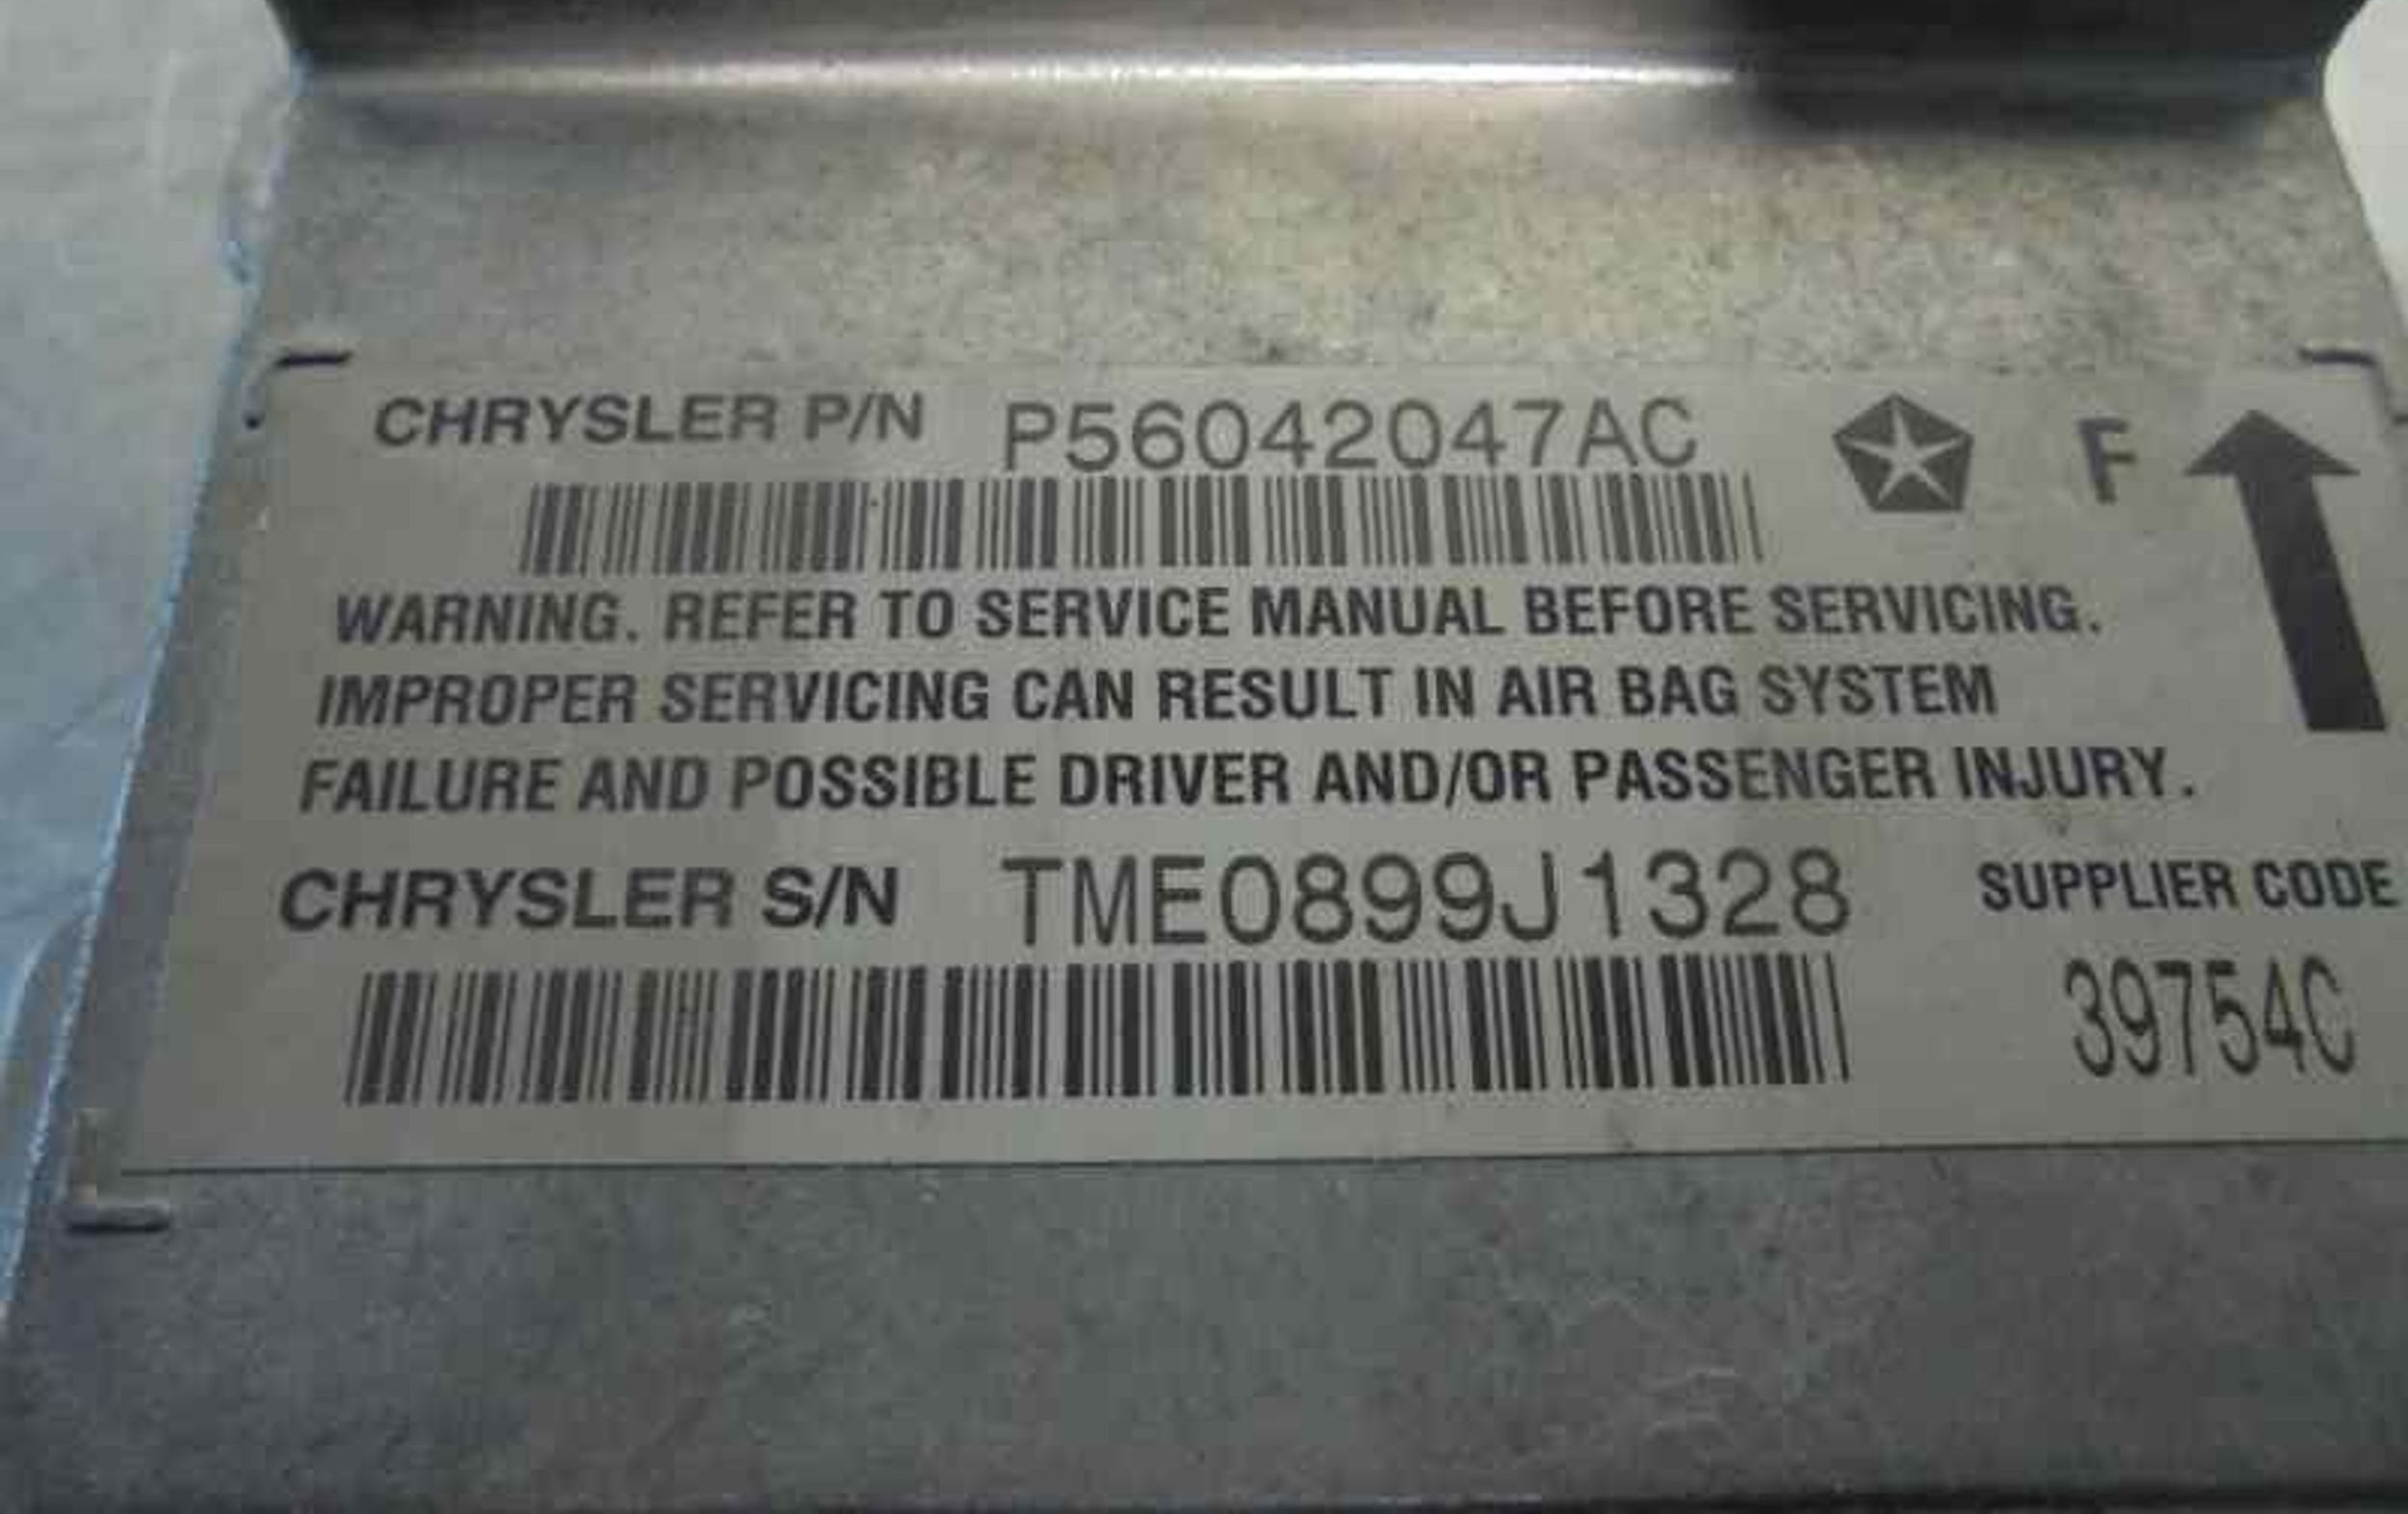 CHRYSLER P/N P56042047AC F
WARNING. REFER TO SERVICE MANUAL BEFORE SERVICING.
IMPROPER SERVICING CAN RESULT IN AIR BAG SYSTEM
FAILURE AND POSSIBLE DRIVER AND/OR PASSENGER INJURY.
CHRYSLER S/N TME0899J1328 SUPPLIER CODE
39754C